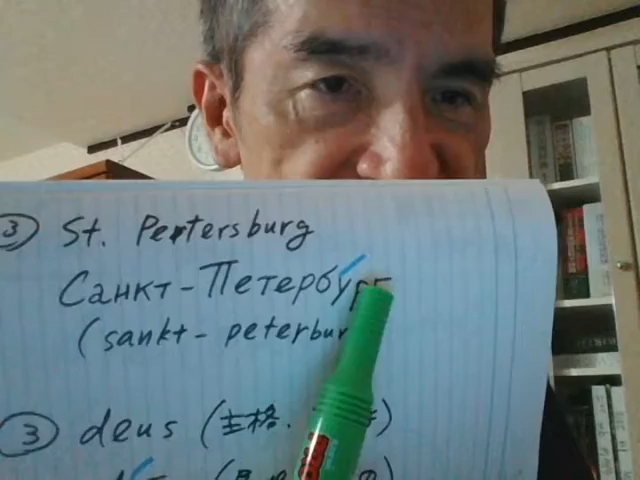 ③ St. Pertersburg
Санкт-Петербург
(sankt- peterbur
③ deus (主格.